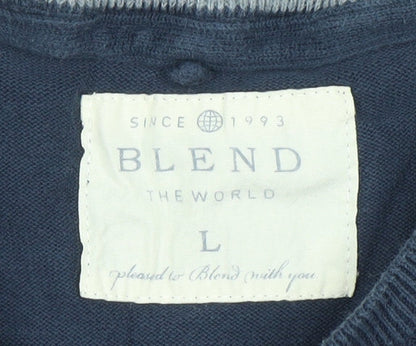 SINCE 1993
BLEND
THE WORLD
L
pleased to Blend with you